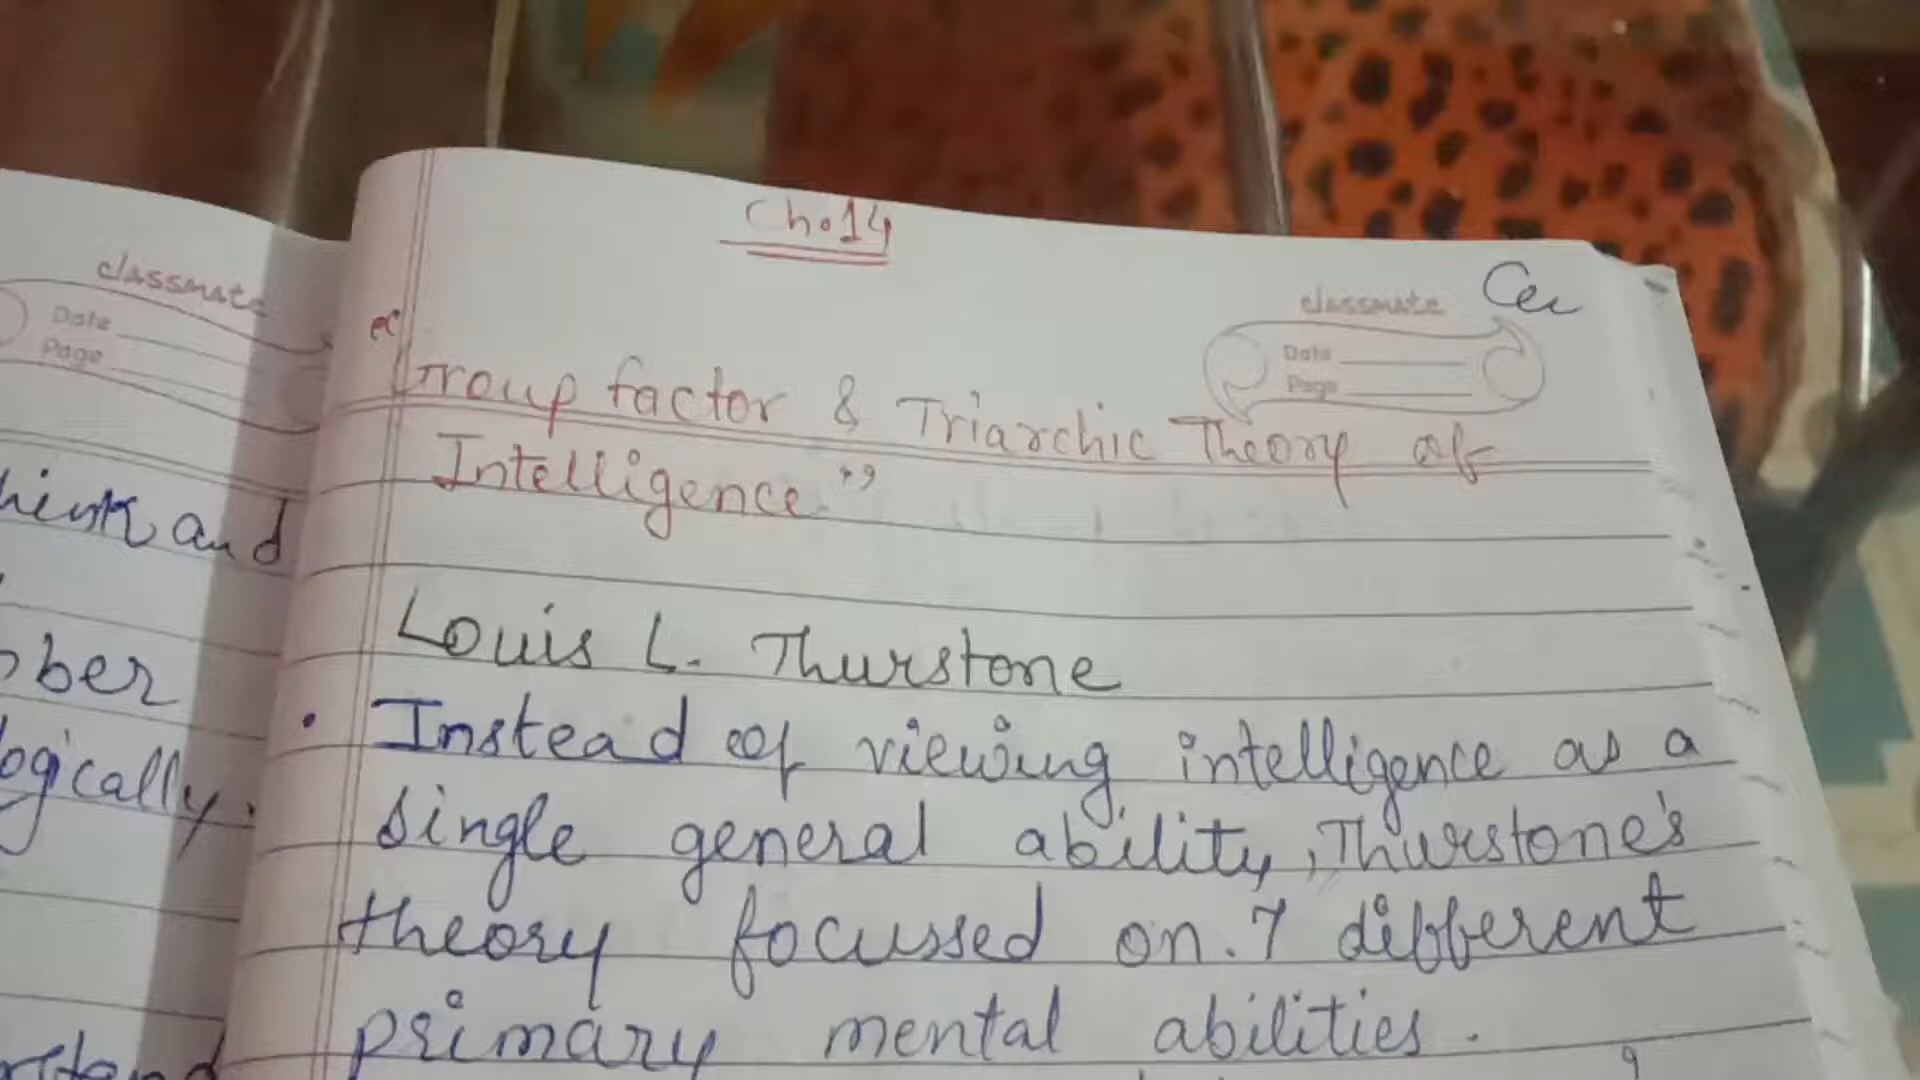 Ch. 14
classmate
Date
Page
classmate
Date
Page
"Group factor & Triarchic Theory of
Intelligence"
Louis L. Thurstone
• Instead of viewing intelligence as a
single general ability, Thurstone's
theory focussed on 7 different
primary mental abilities.
and
ogically.